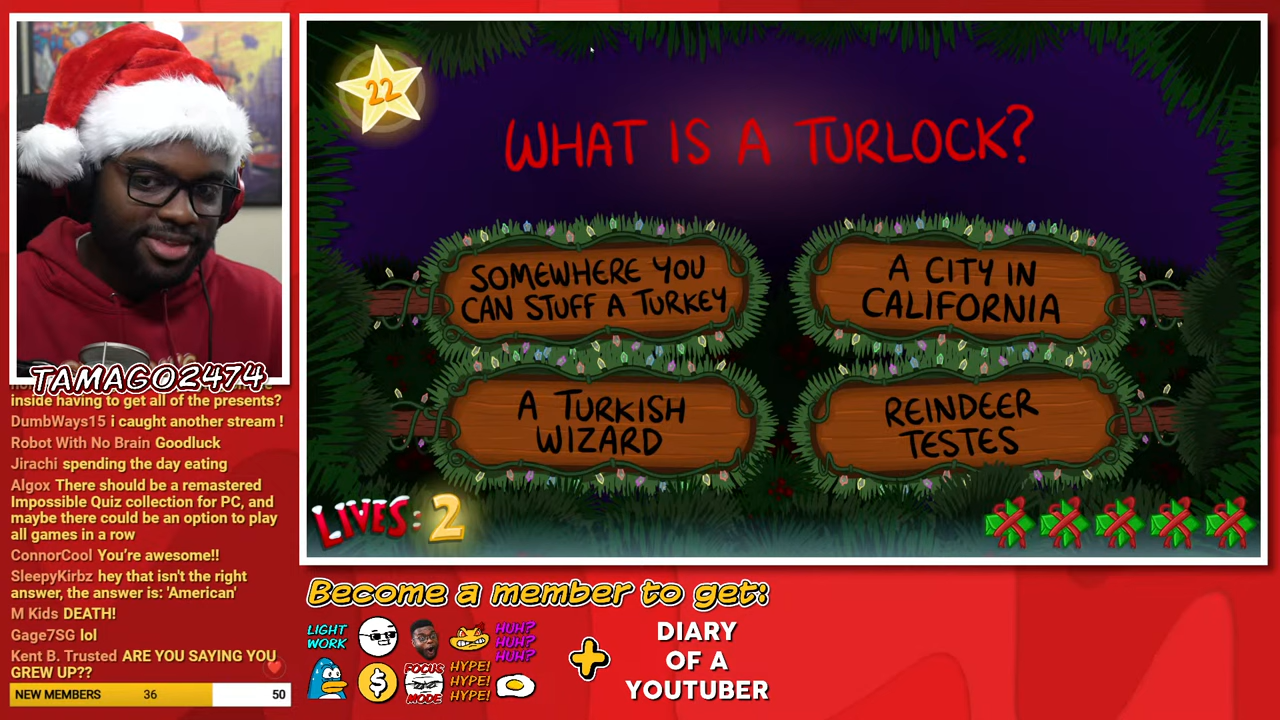 22
WHAT IS A TURLOCK?
SOMEWHERE YOU
CAN STUFF A TURKEY
A CITY IN
CALIFORNIA
A TURKISH
WIZARD
REINDEER
TESTES
LIVES: 2
TAMAGO2474
inside having to get all of the presents?
DumbWays15 i caught another stream !
Robot With No Brain Goodluck
Jirachi spending the day eating
Algox There should be a remastered
Impossible Quiz collection for PC, and
maybe there could be an option to play
all games in a row
ConnorCool You're awesome!!
SleepyKirbz hey that isn't the right
answer, the answer is: 'American'
M Kids DEATH!
Gage7SG lol
Kent B. Trusted ARE YOU SAYING YOU
GREW UP??
NEW MEMBERS 36 50
Become a member to get:
LIGHT
WORK
HUH?
HUH?
HUH?
FOCUS
MODE
HYPE!
HYPE!
HYPE!
$
+
DIARY
OF A
YOUTUBER